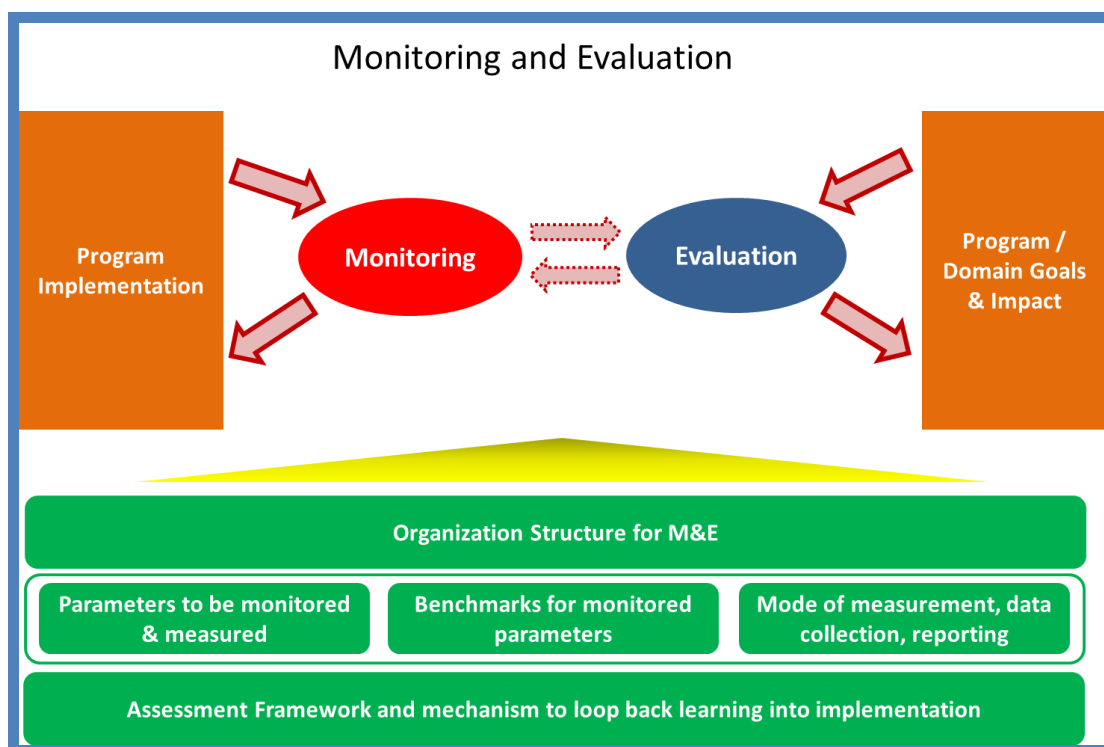 Monitoring and Evaluation
Program
Implementation
Monitoring
Evaluation
Program /
Domain Goals
& Impact
Organization Structure for M&E
Parameters to be monitored
& measured
Benchmarks for monitored
parameters
Mode of measurement, data
collection, reporting
Assessment Framework and mechanism to loop back learning into implementation